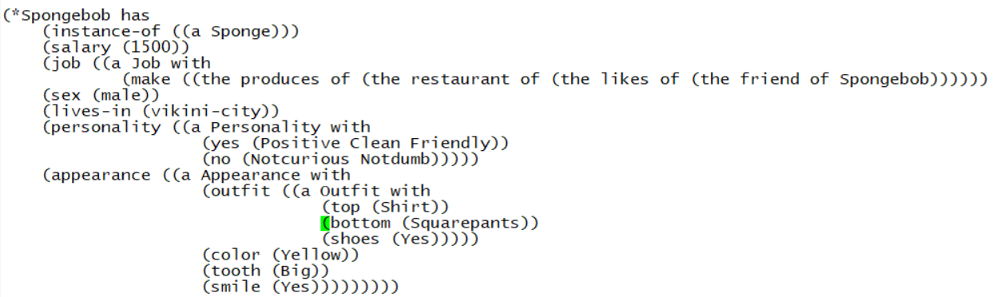 (*Spongebob has
(instance-of ((a Sponge)))
(salary (1500))
(job ((a Job with
(make ((the produces of (the restaurant of (the likes of (the friend of Spongebob))))))
(sex (male))
(lives-in (vikini-city))
(personality ((a Personality with
(yes (Positive Clean Friendly))
(no (Notcurious Notdumb)))))
(appearance ((a Appearance with
(outfit ((a Outfit with
(top (Shirt))
(bottom (Squarepants))
(shoes (Yes)))))
(color (Yellow))
(tooth (Big))
(smile (Yes)))))))))